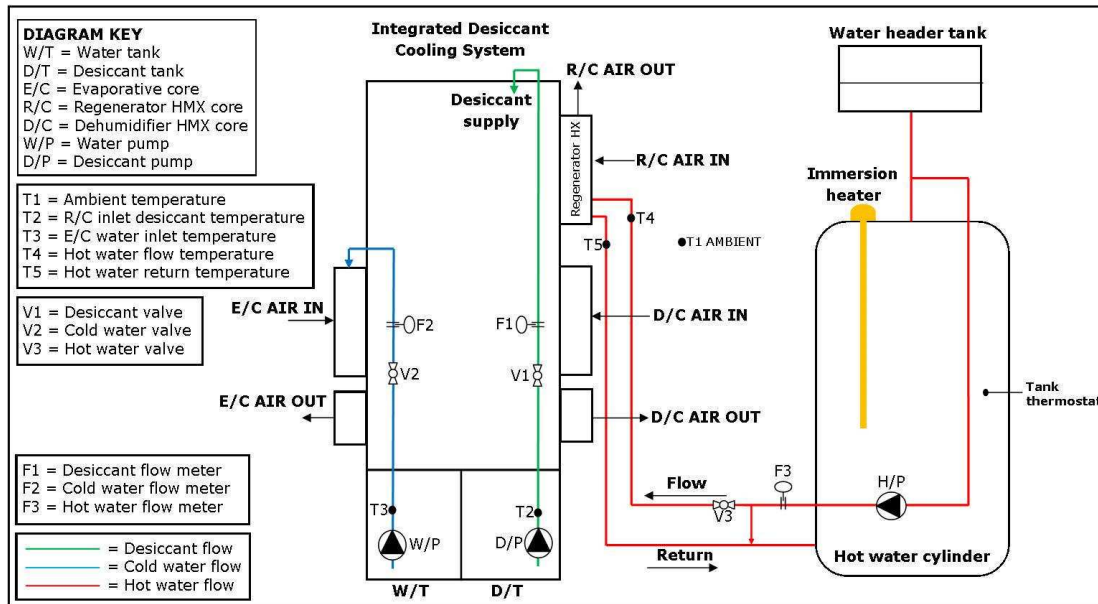 DIAGRAM KEY
W/T = Water tank
D/T = Desiccant tank
E/C = Evaporative core
R/C = Regenerator HMX core
D/C = Dehumidifier HMX core
W/P = Water pump
D/P = Desiccant pump
T1 = Ambient temperature
T2 = R/C inlet desiccant temperature
T3 = E/C water inlet temperature
T4 = Hot water flow temperature
T5 = Hot water return temperature
V1 = Desiccant valve
V2 = Cold water valve
V3 = Hot water valve
F1 = Desiccant flow meter
F2 = Cold water flow meter
F3 = Hot water flow meter
= Desiccant flow
= Cold water flow
= Hot water flow
Integrated Desiccant
Cooling System
Desiccant
supply
R/C AIR OUT
R/C AIR IN
Regenerator HX
T4
T5
T1 AMBIENT
E/C AIR IN
F2
F1
D/C AIR IN
V2
V1
E/C AIR OUT
D/C AIR OUT
T3
T2
W/P
D/P
W/T
D/T
Water header tank
Immersion
heater
Tank
thermostat
F3
H/P
Flow
V3
Return
Hot water cylinder